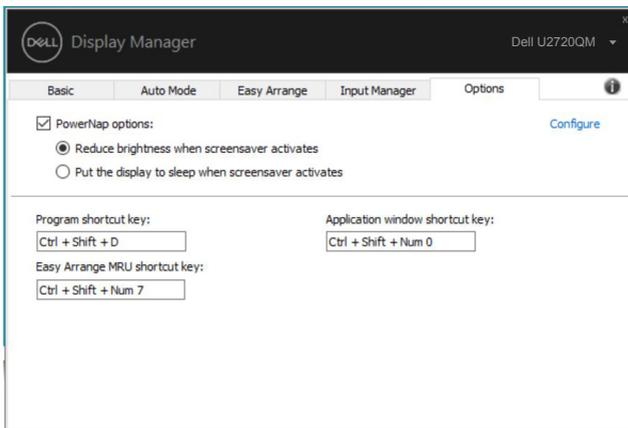 x
DELL Display Manager Dell U2720QM
Basic Auto Mode Easy Arrange Input Manager Options
PowerNap options: Configure
Reduce brightness when screensaver activates
Put the display to sleep when screensaver activates
Program shortcut key: Application window shortcut key:
Ctrl + Shift + D Ctrl + Shift + Num 0
Easy Arrange MRU shortcut key:
Ctrl + Shift + Num 7